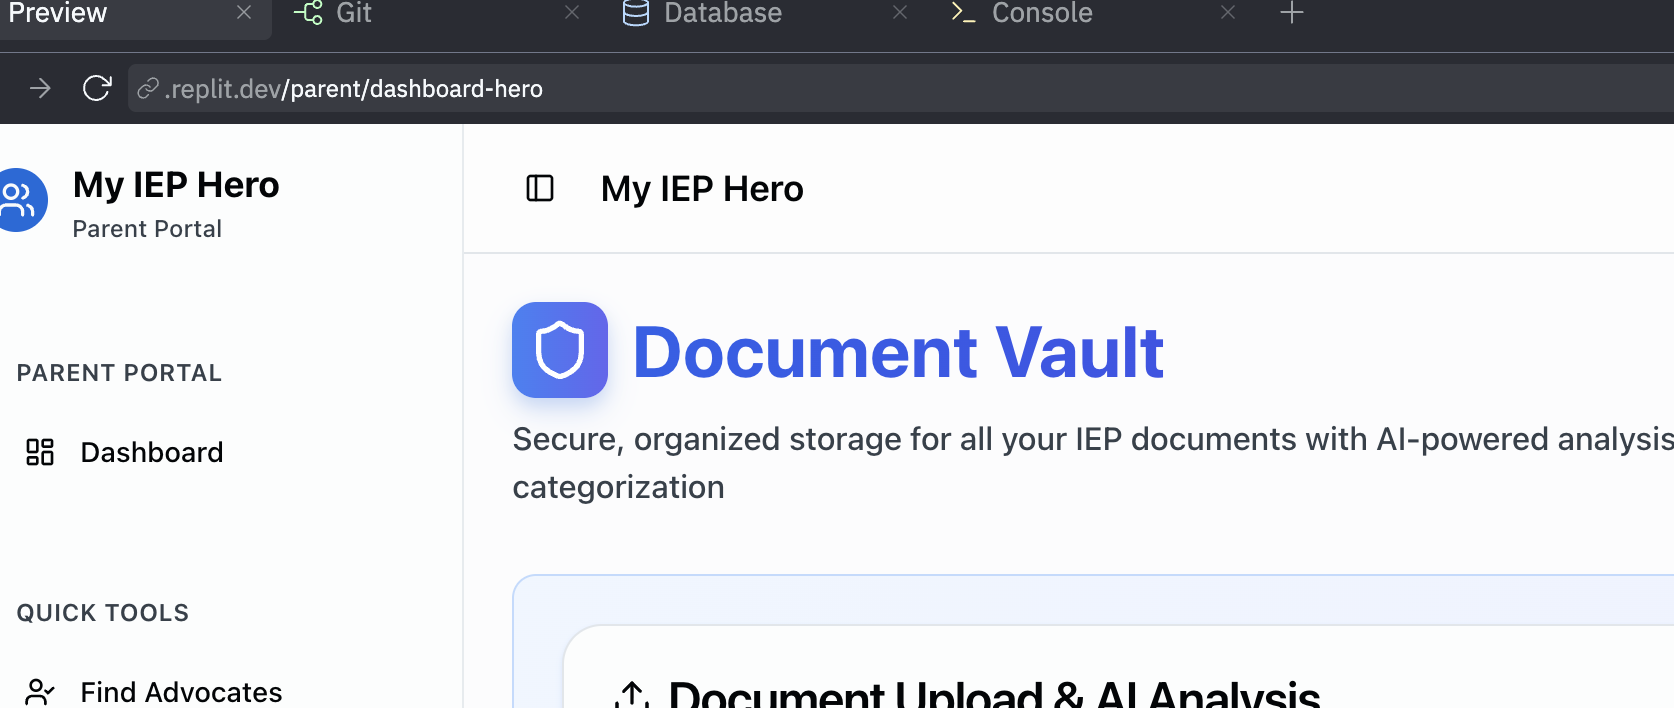 Preview
Git
Database
Console
.replit.dev/parent/dashboard-hero
My IEP Hero
Parent Portal
PARENT PORTAL
Dashboard
QUICK TOOLS
Find Advocates
My IEP Hero
Document Vault
Secure, organized storage for all your IEP documents with AI-powered analysis
categorization
Document Upload & AI Analysis